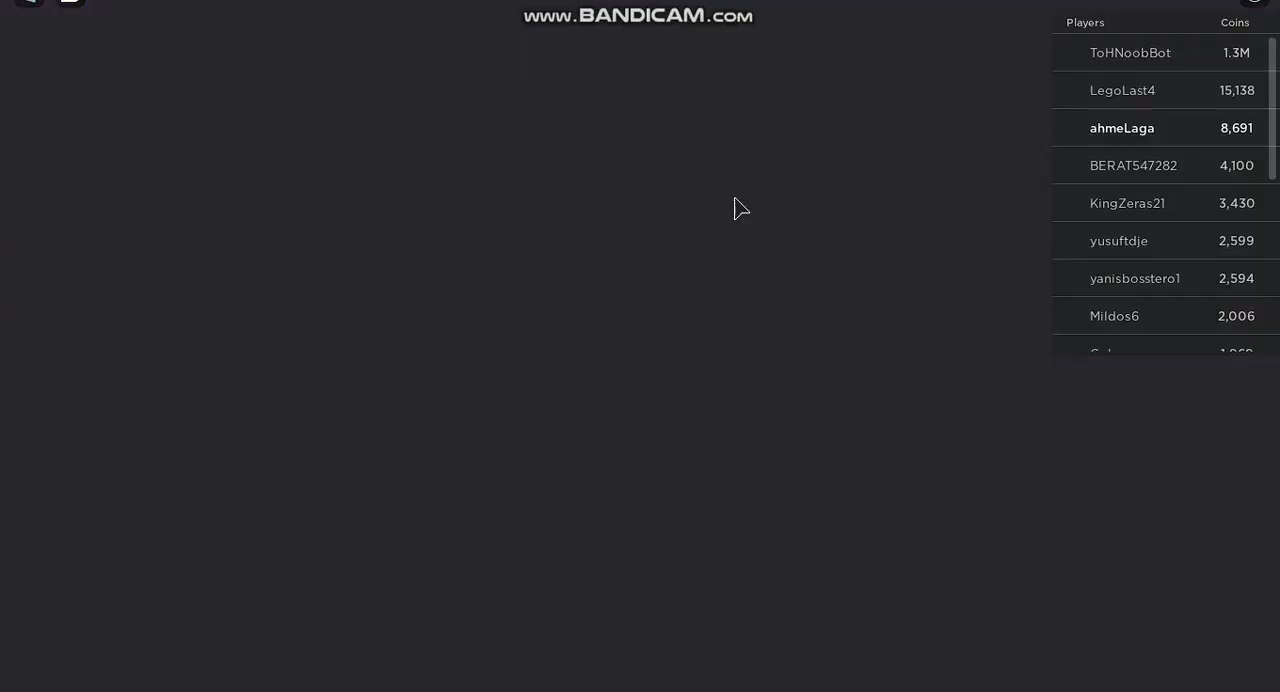 www.BANDICAM.com
Players Coins
ToHNoobBot 1.3M
LegoLast4 15,138
ahmeLaga 8,691
BERAT547282 4,100
KingZeras21 3,430
yusuftdje 2,599
yanisbosstero1 2,594
Mildos6 2,006